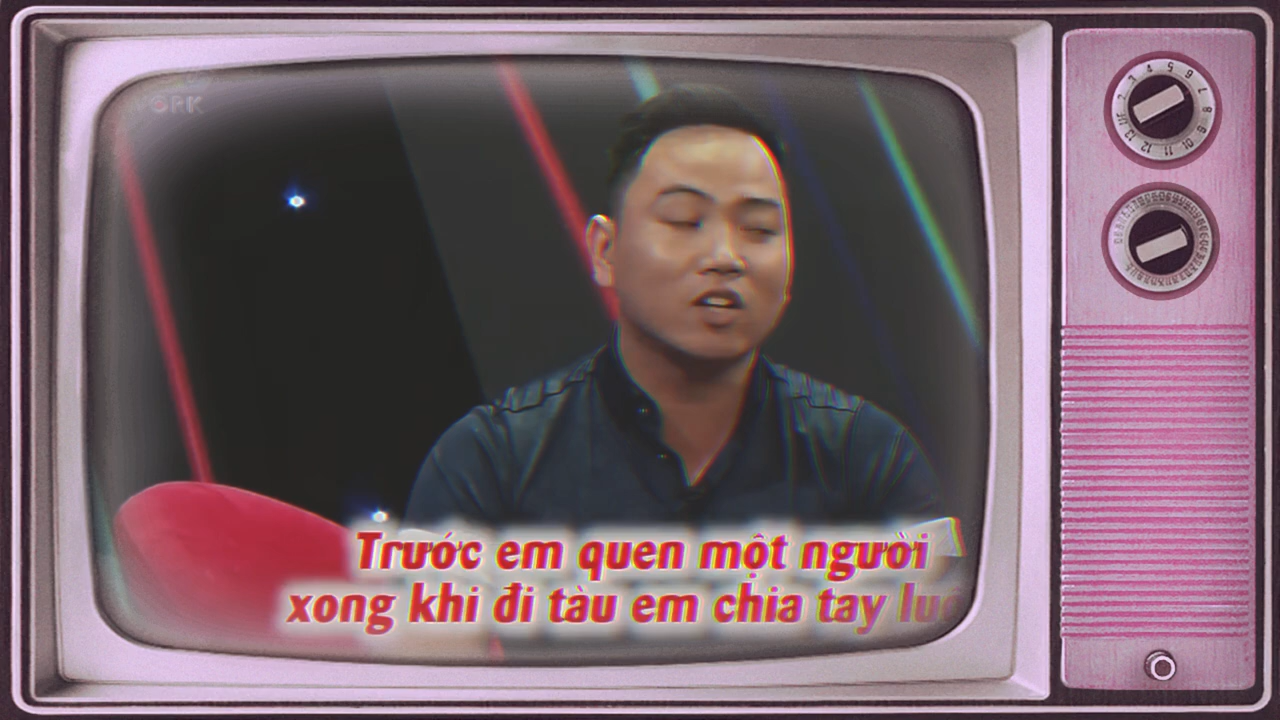 Trước em quen một người
xong khi đi tàu em chia tay